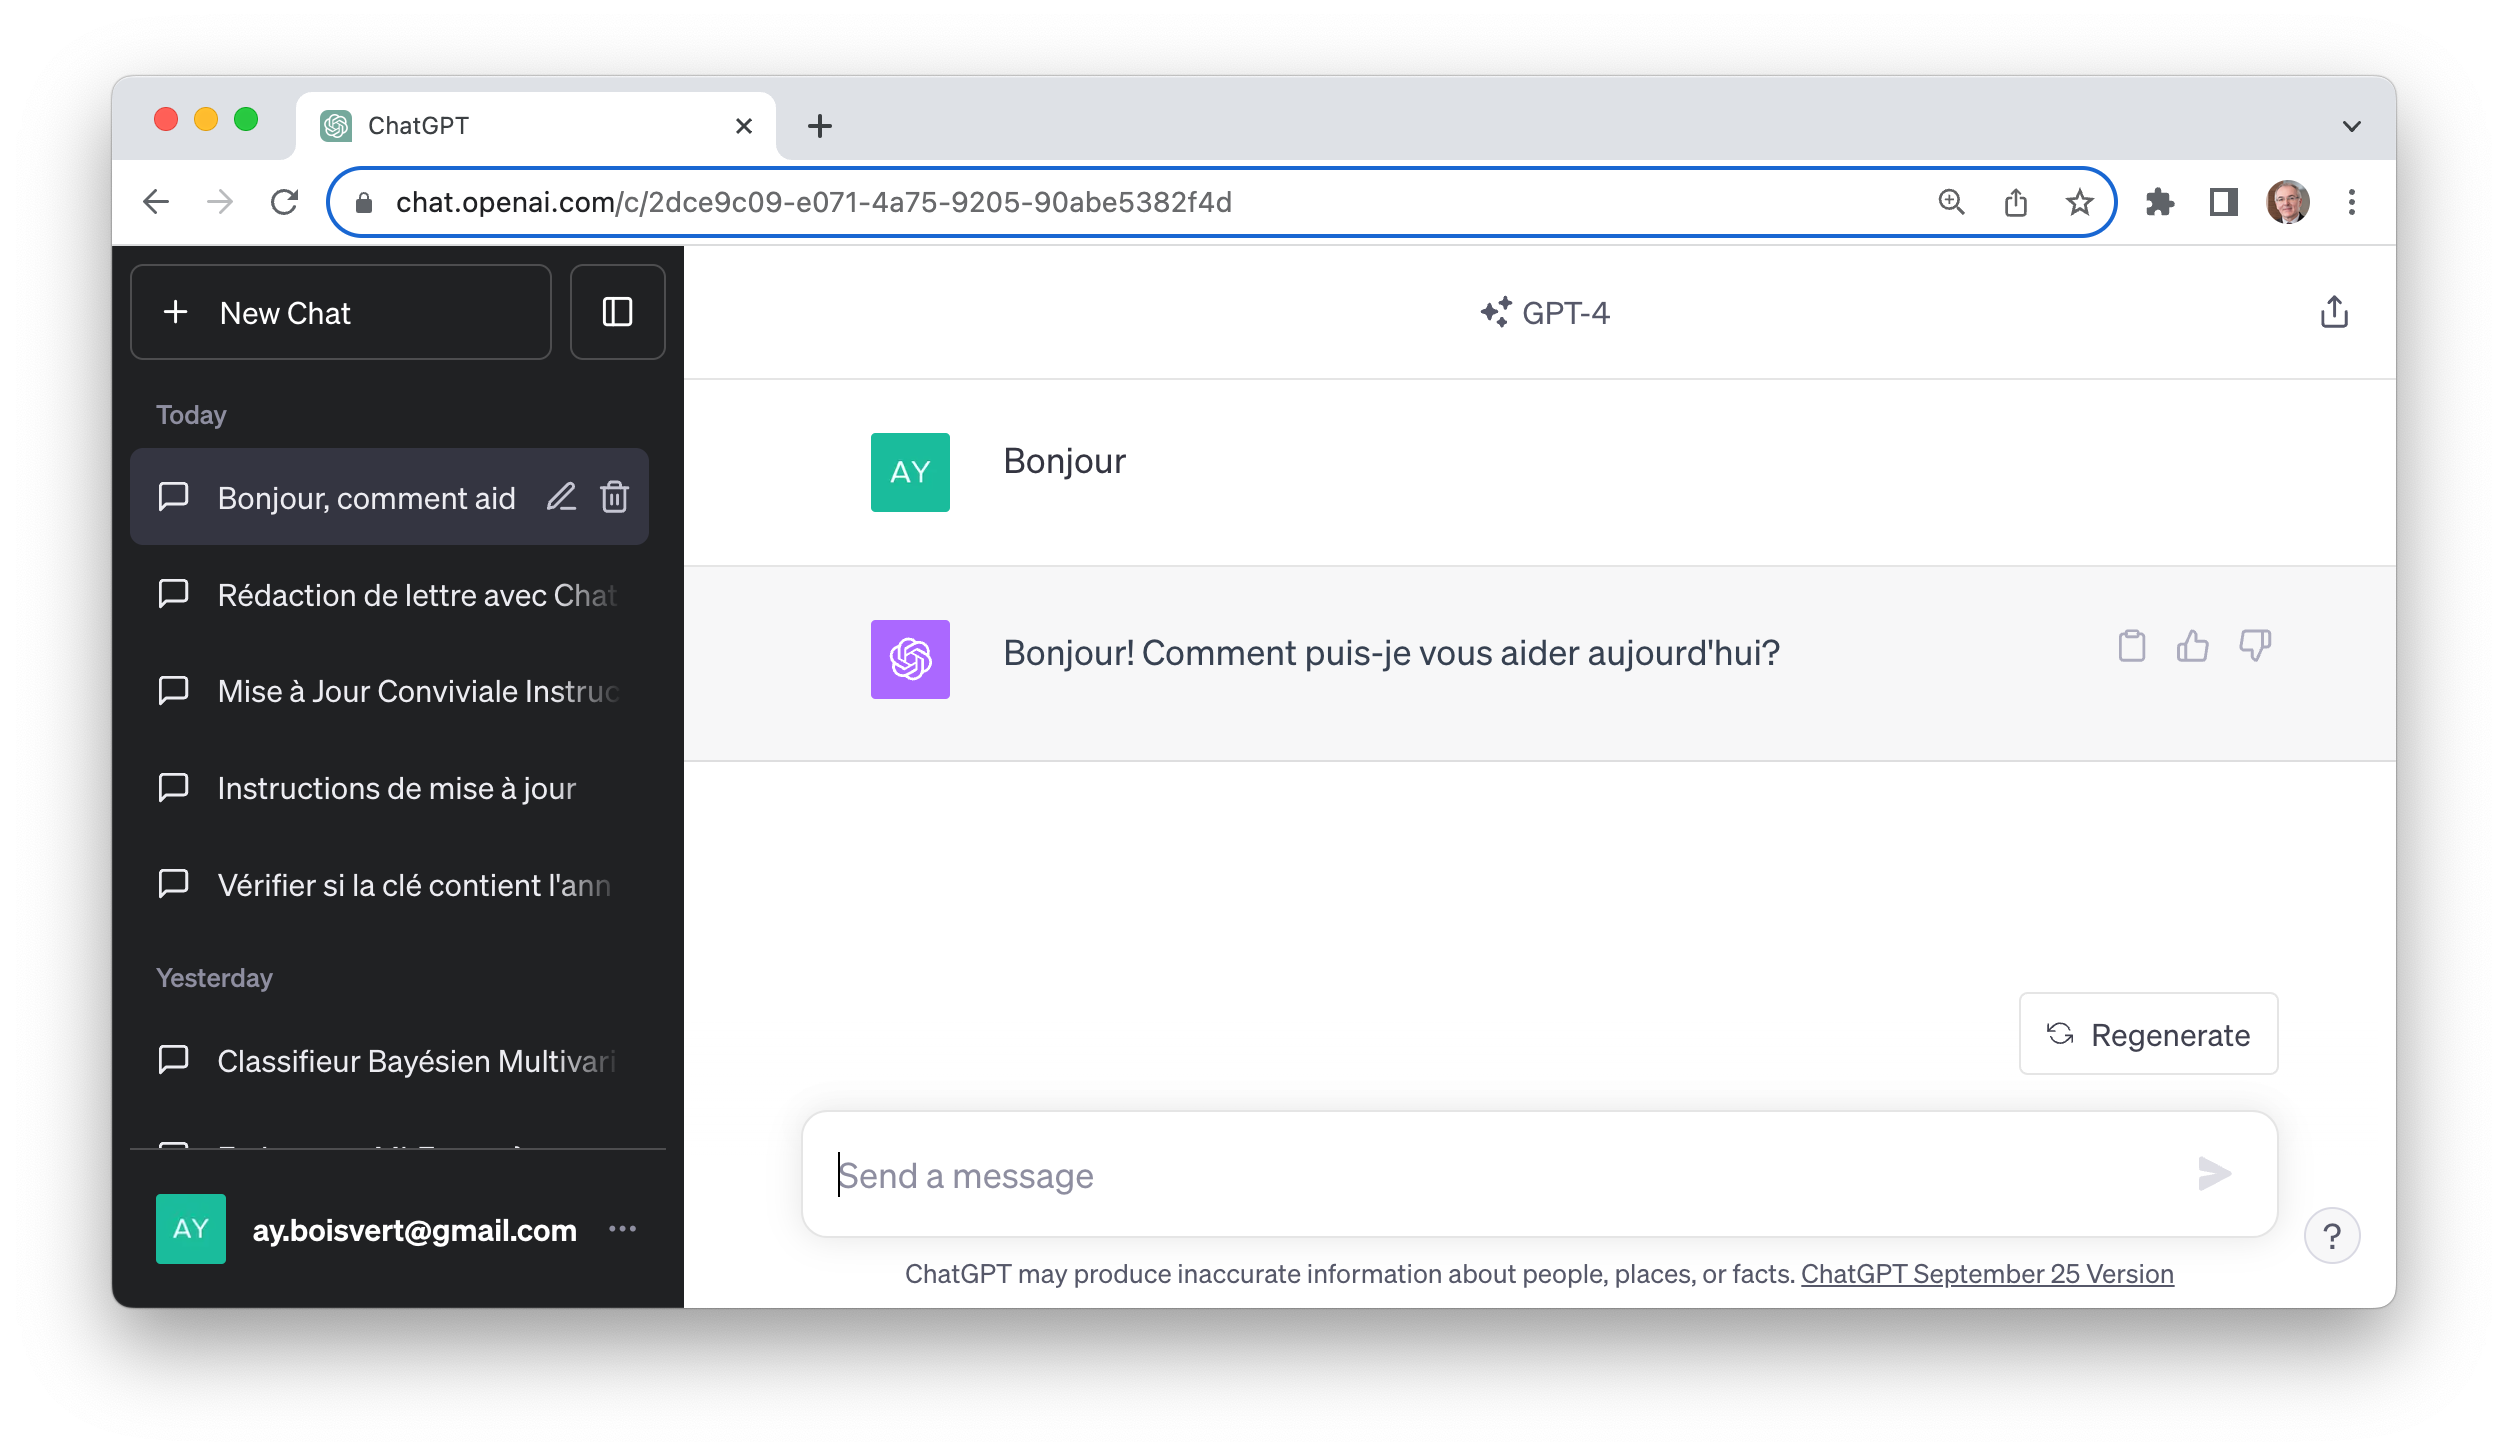 ChatGPT
chat.openai.com/c/2dce9c09-e071-4a75-9205-90abe5382f4d
New Chat
Today
Bonjour, comment aid
Rédaction de lettre avec Chat
Mise à Jour Conviviale Instruc
Instructions de mise à jour
Vérifier si la clé contient l'ann
Yesterday
Classifieur Bayésien Multivari
AY
ay.boisvert@gmail.com
GPT-4
AY
Bonjour
Bonjour! Comment puis-je vous aider aujourd'hui?
Regenerate
Send a message
?
ChatGPT may produce inaccurate information about people, places, or facts. ChatGPT September 25 Version